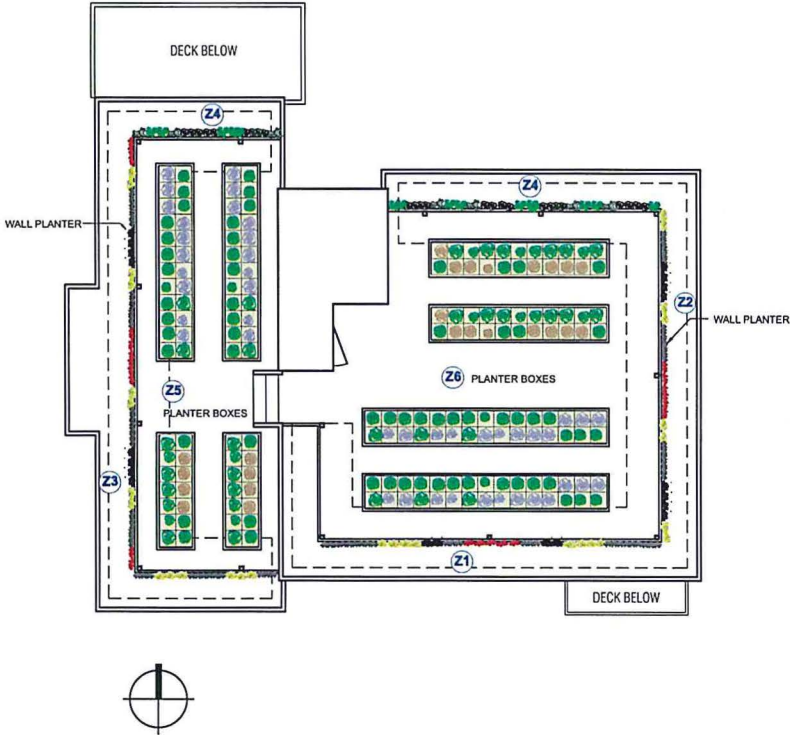 DECK BELOW
Z4
Z4
WALL PLANTER
Z2
WALL PLANTER
Z6 PLANTER BOXES
Z5
PLANTER BOXES
Z3
Z1
DECK BELOW